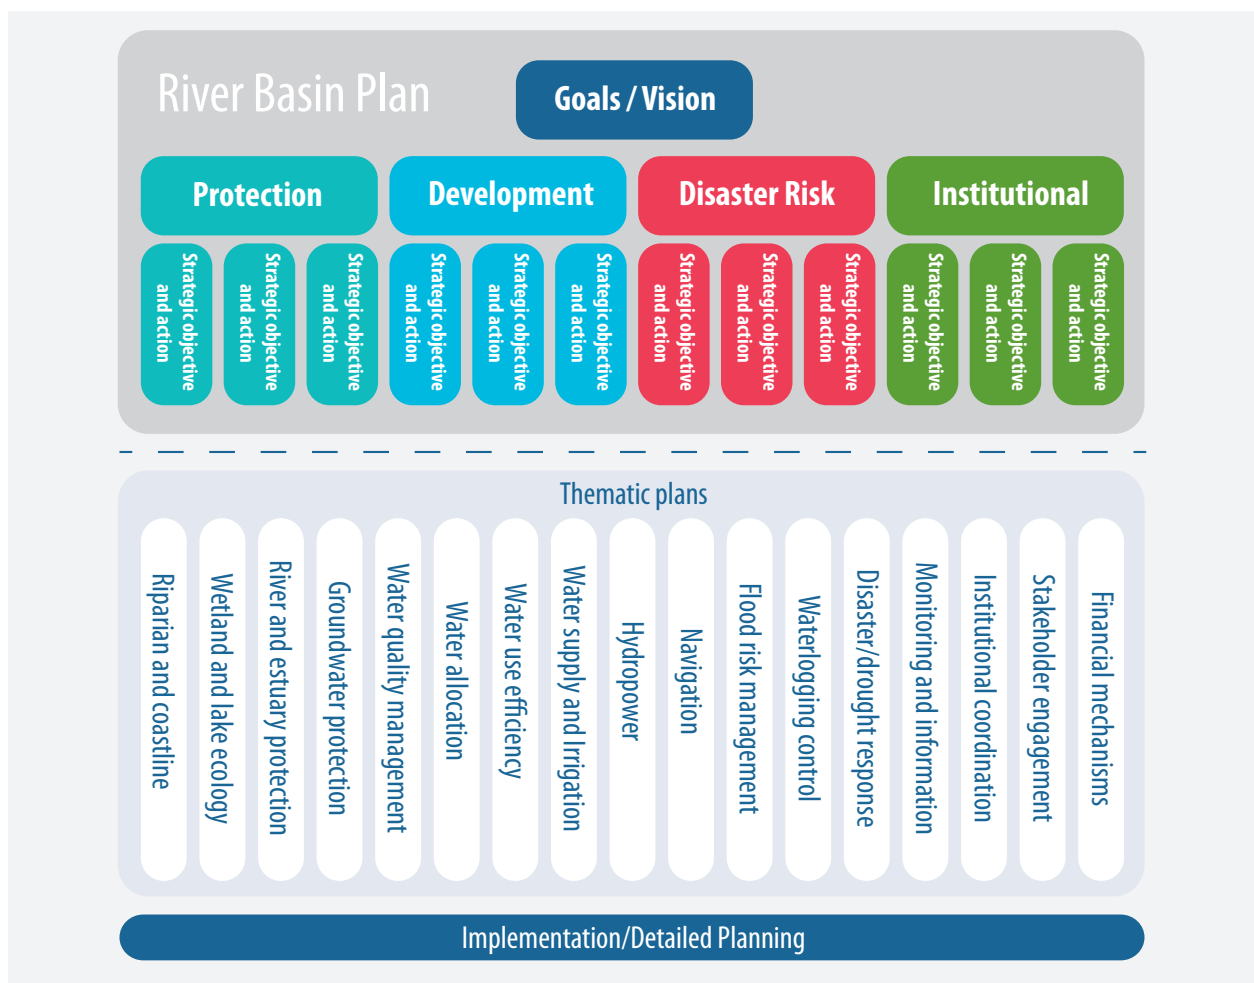 River Basin Plan
Goals / Vision
Protection
Development
Disaster Risk
Institutional
Strategic objective
and action
Strategic objective
and action
Strategic objective
and action
Strategic objective
and action
Strategic objective
and action
Strategic objective
and action
Strategic objective
and action
Strategic objective
and action
Strategic objective
and action
Strategic objective
and action
Strategic objective
and action
Strategic objective
and action
Thematic plans
Riparian and coastline
Wetland and lake ecology
River and estuary protection
Groundwater protection
Water quality management
Water allocation
Water use efficiency
Water supply and Irrigation
Hydropower
Navigation
Flood risk management
Waterlogging control
Disaster/drought response
Monitoring and information
Institutional coordination
Stakeholder engagement
Financial mechanisms
Implementation/Detailed Planning